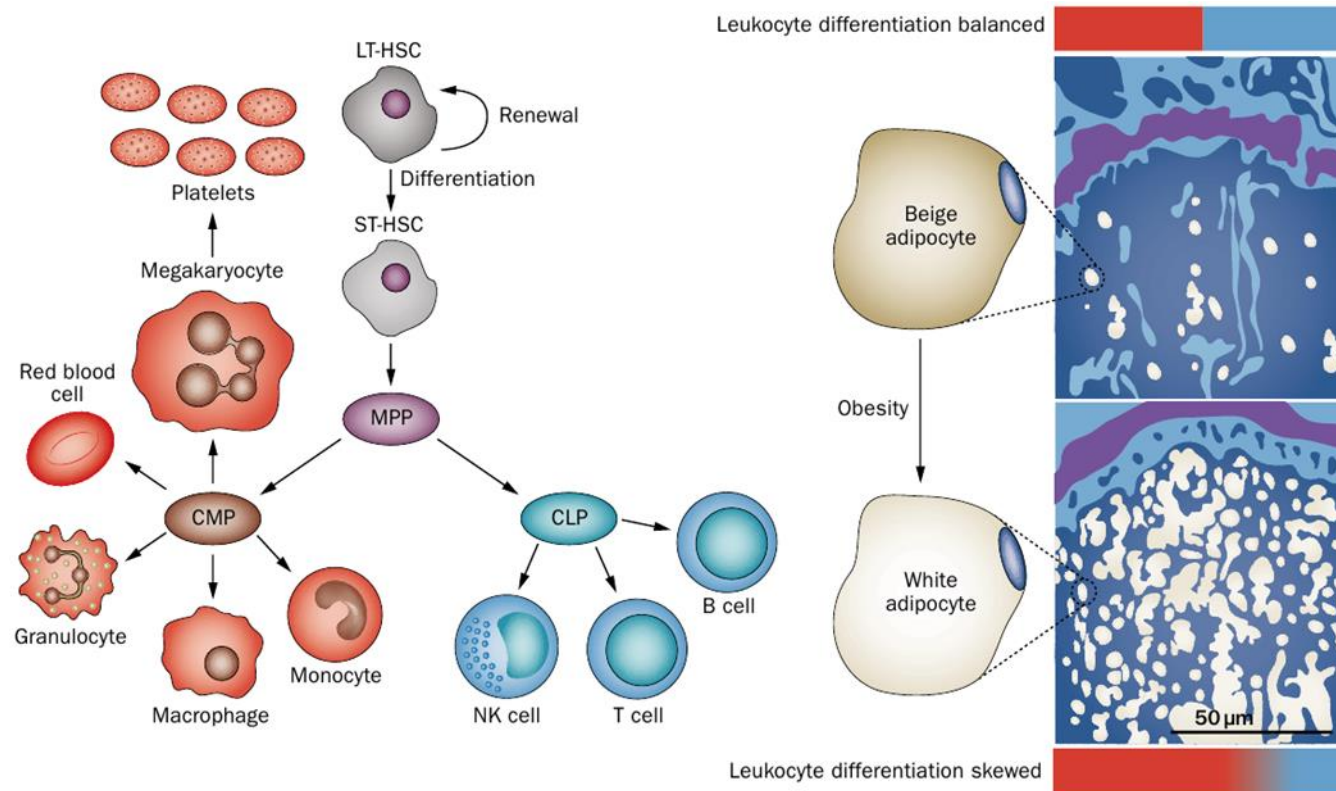 Leukocyte differentiation balanced
LT-HSC
Renewal
Differentiation
Platelets
ST-HSC
Megakaryocyte
Beige
adipocyte
Red blood
cell
MPP
Obesity
CMP
CLP
B cell
White
adipocyte
Granulocyte
Monocyte
Macrophage
NK cell
T cell
50 µm
Leukocyte differentiation skewed